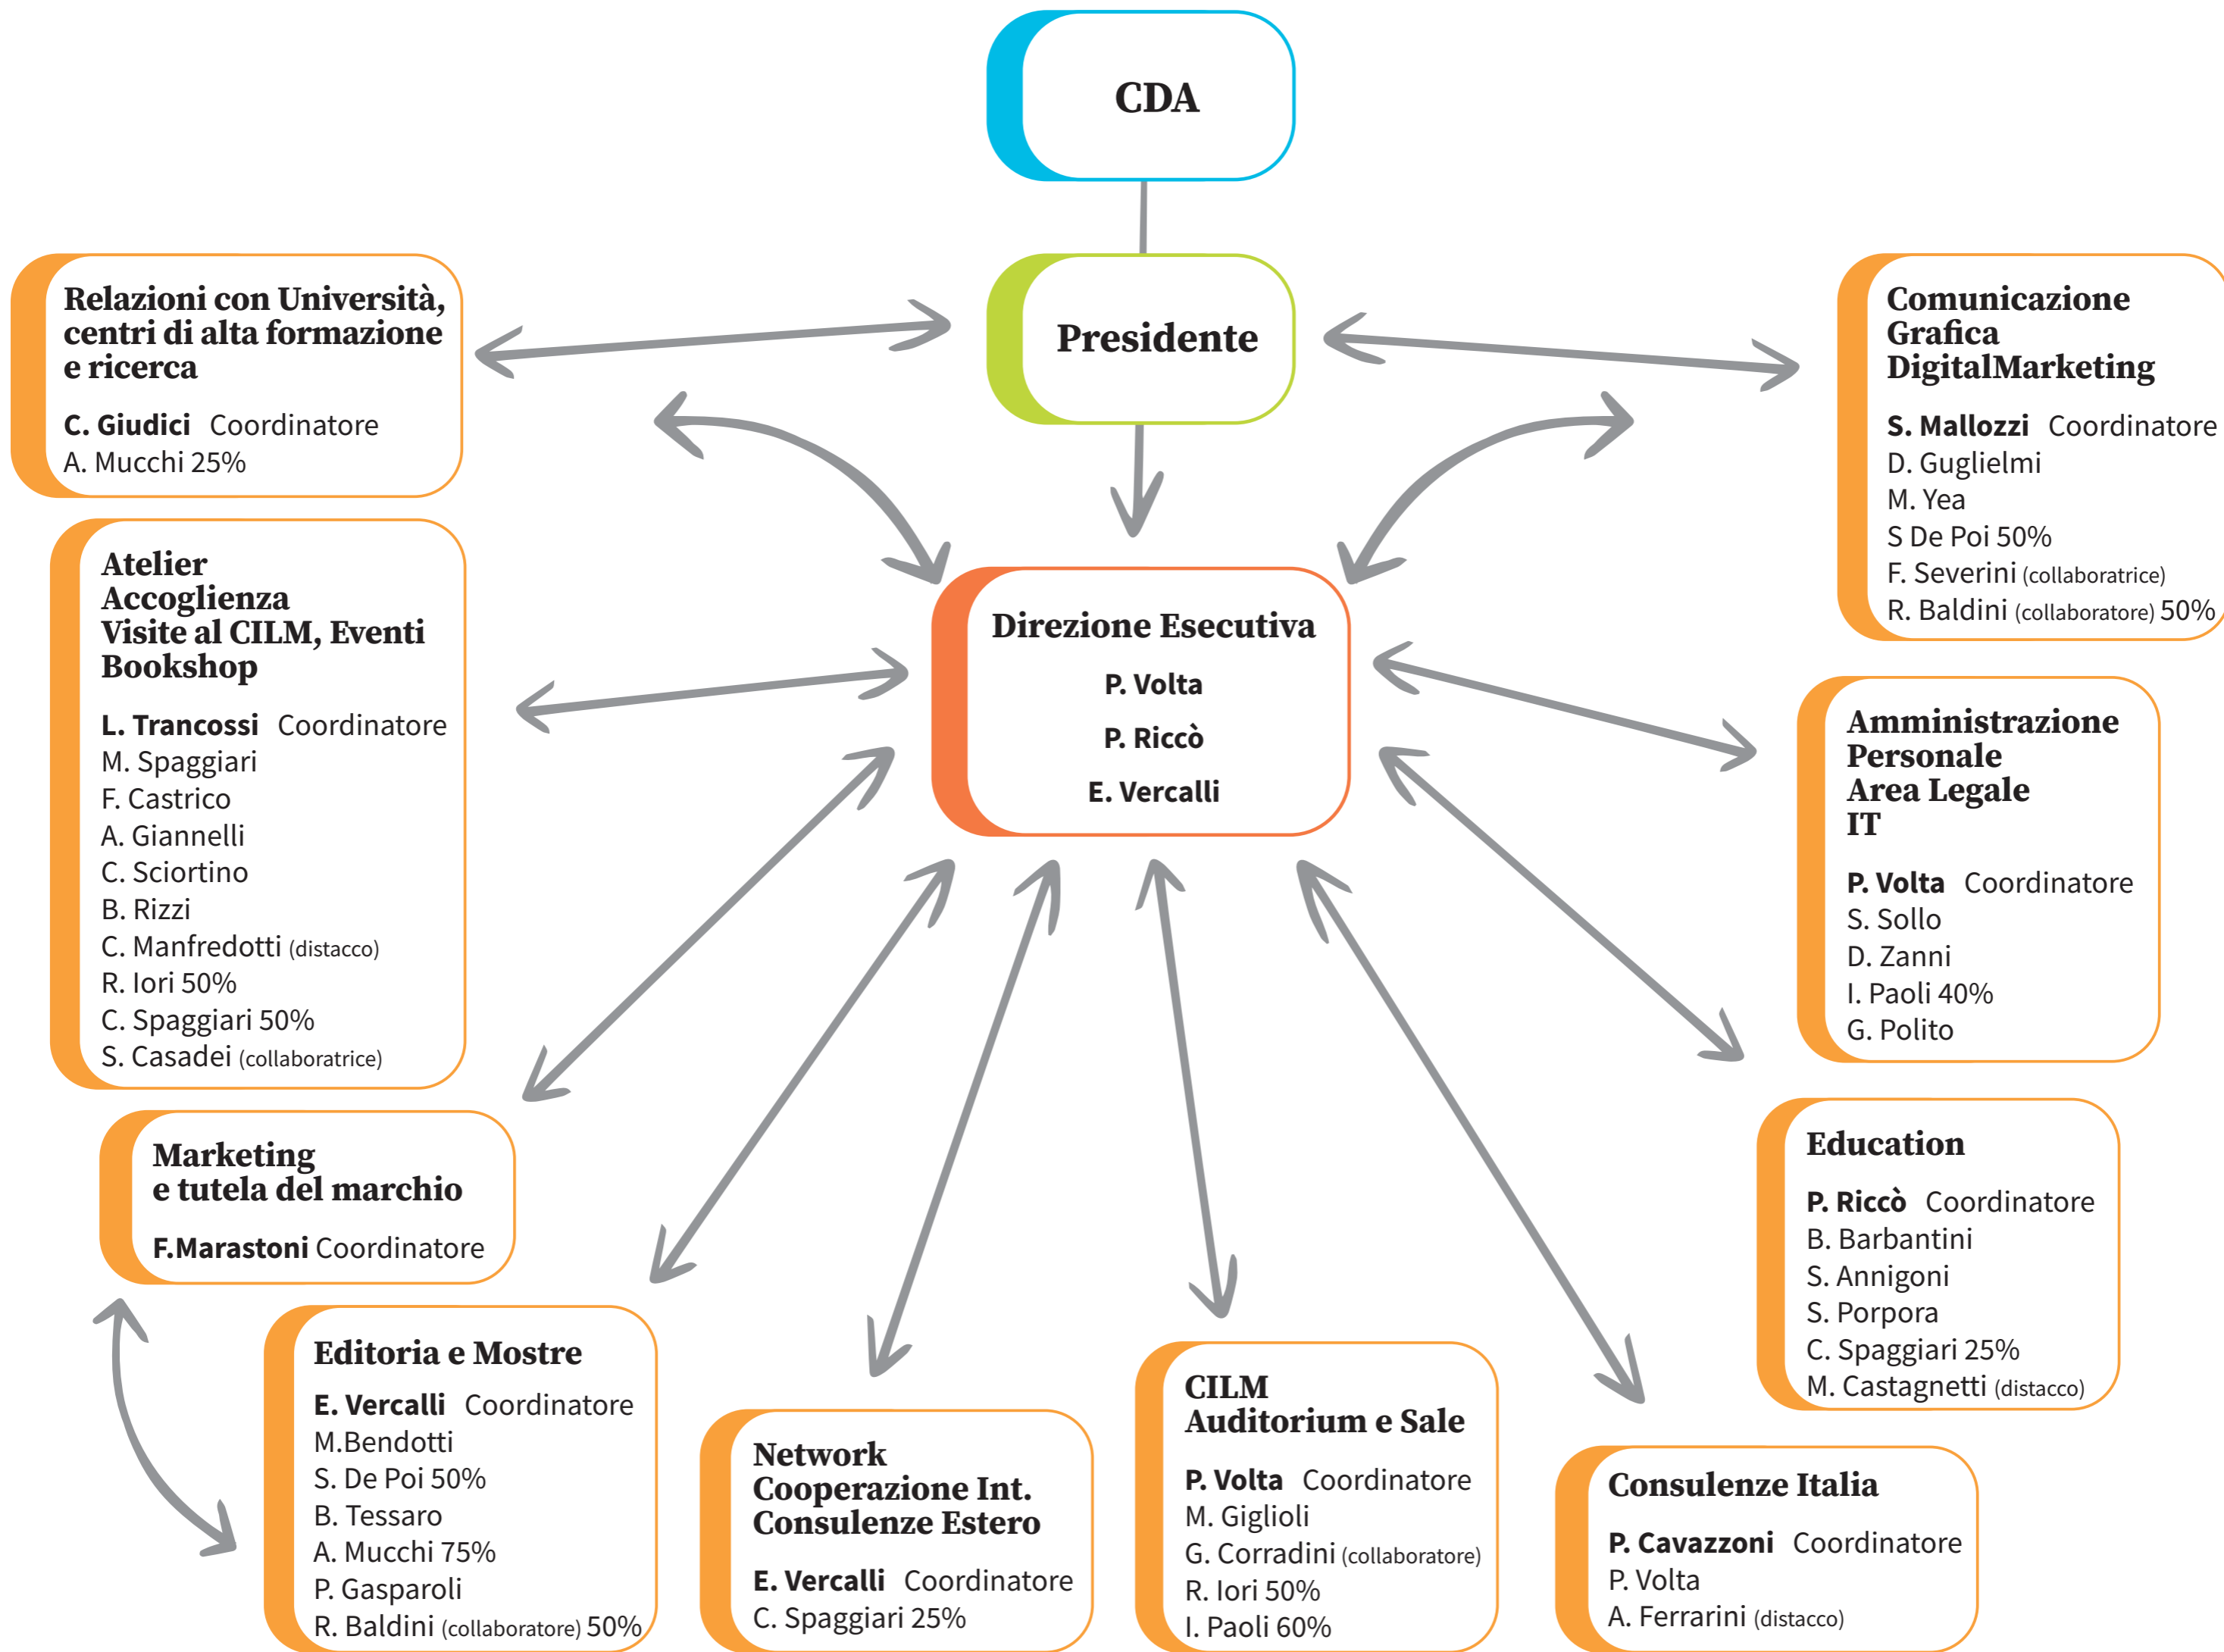 CDA
Presidente
Relazioni con Università,
centri di alta formazione
e ricerca
C. Giudici Coordinatore
A. Mucchi 25%
Comunicazione
Grafica
DigitalMarketing
S. Mallozzi Coordinatore
D. Guglielmi
M. Yea
S De Poi 50%
F. Severini (collaboratrice)
R. Baldini (collaboratore) 50%
Atelier
Accoglienza
Visite al CILM, Eventi
Bookshop
L. Trancossi Coordinatore
M. Spaggiari
F. Castrico
A. Giannelli
C. Sciortino
B. Rizzi
C. Manfredotti (distacco)
R. Iori 50%
C. Spaggiari 50%
S. Casadei (collaboratrice)
Direzione Esecutiva
P. Volta
P. Riccò
E. Vercalli
Amministrazione
Personale
Area Legale
IT
P. Volta Coordinatore
S. Sollo
D. Zanni
I. Paoli 40%
G. Polito
Marketing
e tutela del marchio
F.Marastoni Coordinatore
Education
P. Riccò Coordinatore
B. Barbantini
S. Annigoni
S. Porpora
C. Spaggiari 25%
M. Castagnetti (distacco)
Editoria e Mostre
E. Vercalli Coordinatore
M.Bendotti
S. De Poi 50%
B. Tessaro
A. Mucchi 75%
P. Gasparoli
R. Baldini (collaboratore) 50%
Network
Cooperazione Int.
Consulenze Estero
E. Vercalli Coordinatore
C. Spaggiari 25%
CILM
Auditorium e Sale
P. Volta Coordinatore
M. Giglioli
G. Corradini (collaboratore)
R. Iori 50%
I. Paoli 60%
Consulenze Italia
P. Cavazzoni Coordinatore
P. Volta
A. Ferrarini (distacco)